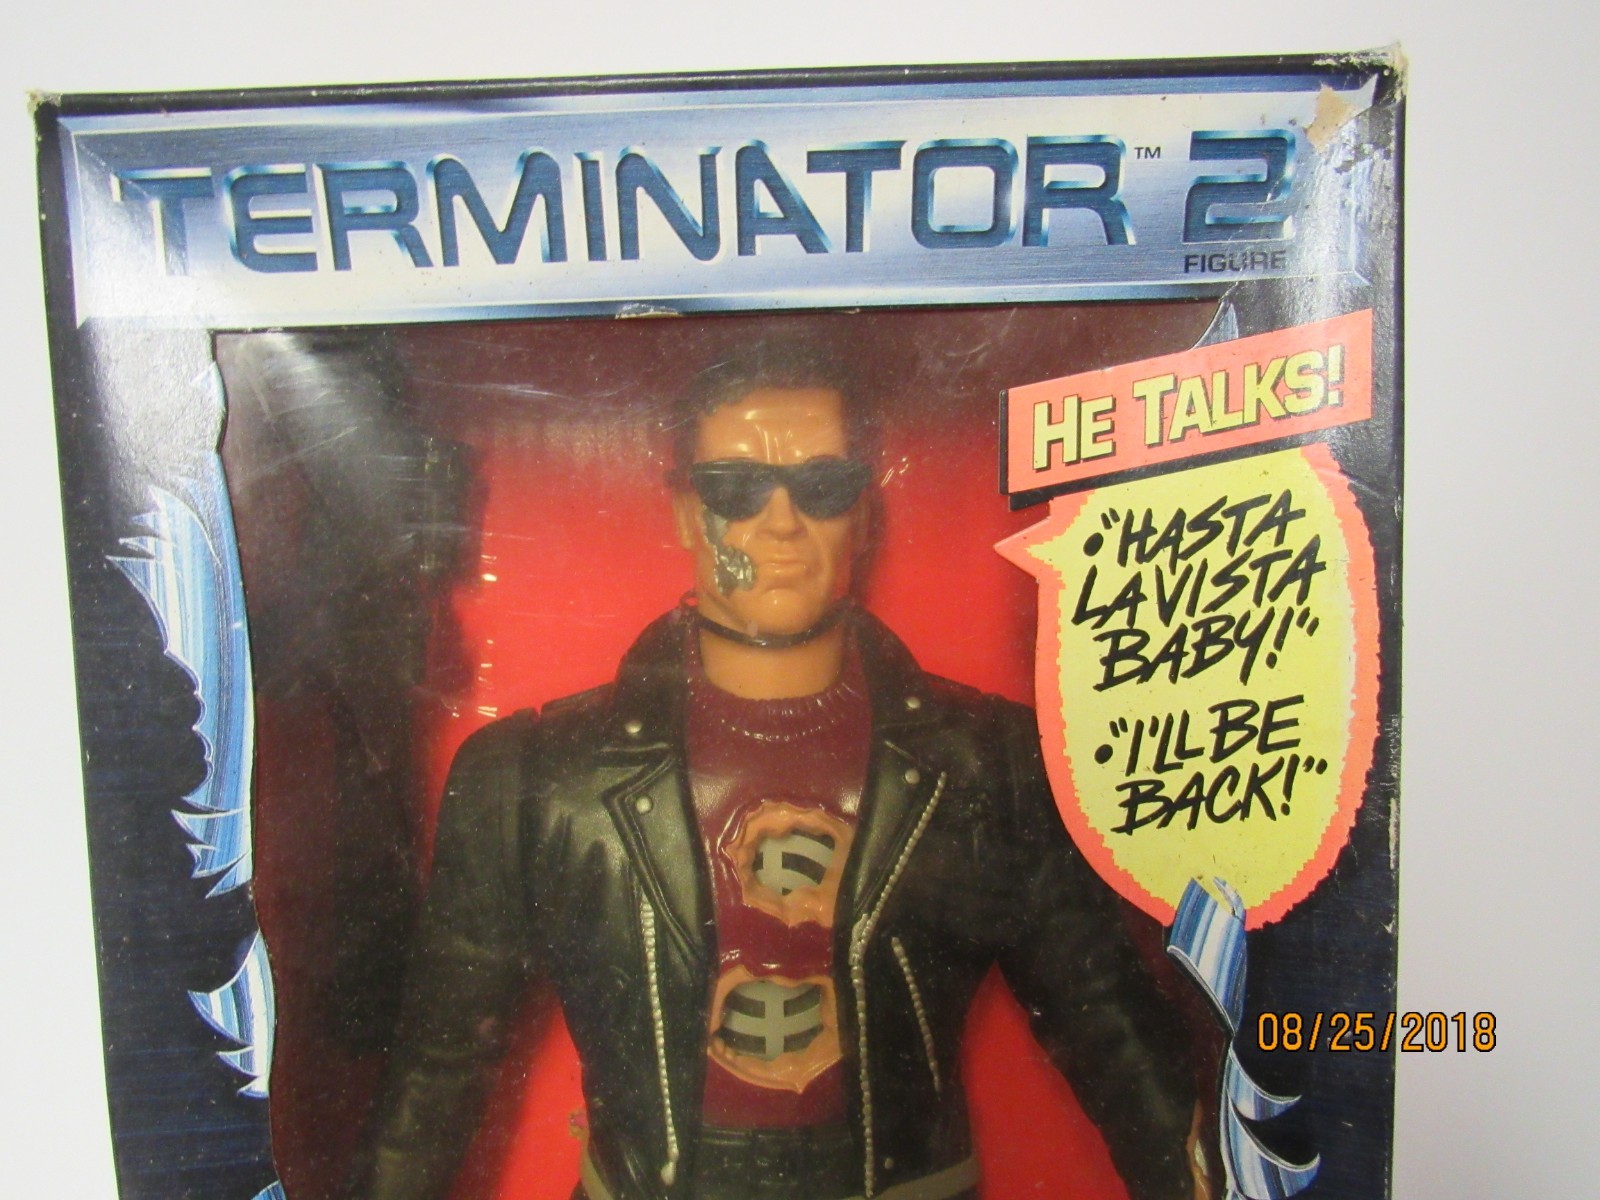 TERMINATOR™ 2
FIGURE
HE TALKS!
•"HASTA
LA VISTA
BABY!"
•"I'LL BE
BACK!"
08/25/2018